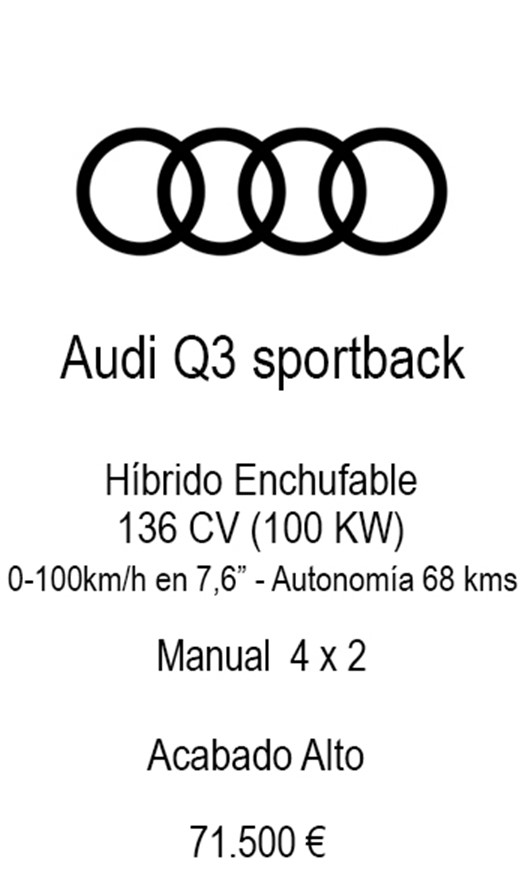 Audi Q3 sportback
Híbrido Enchufable
136 CV (100 KW)
0-100km/h en 7,6” - Autonomía 68 kms
Manual  4 x 2
Acabado Alto
71.500 €